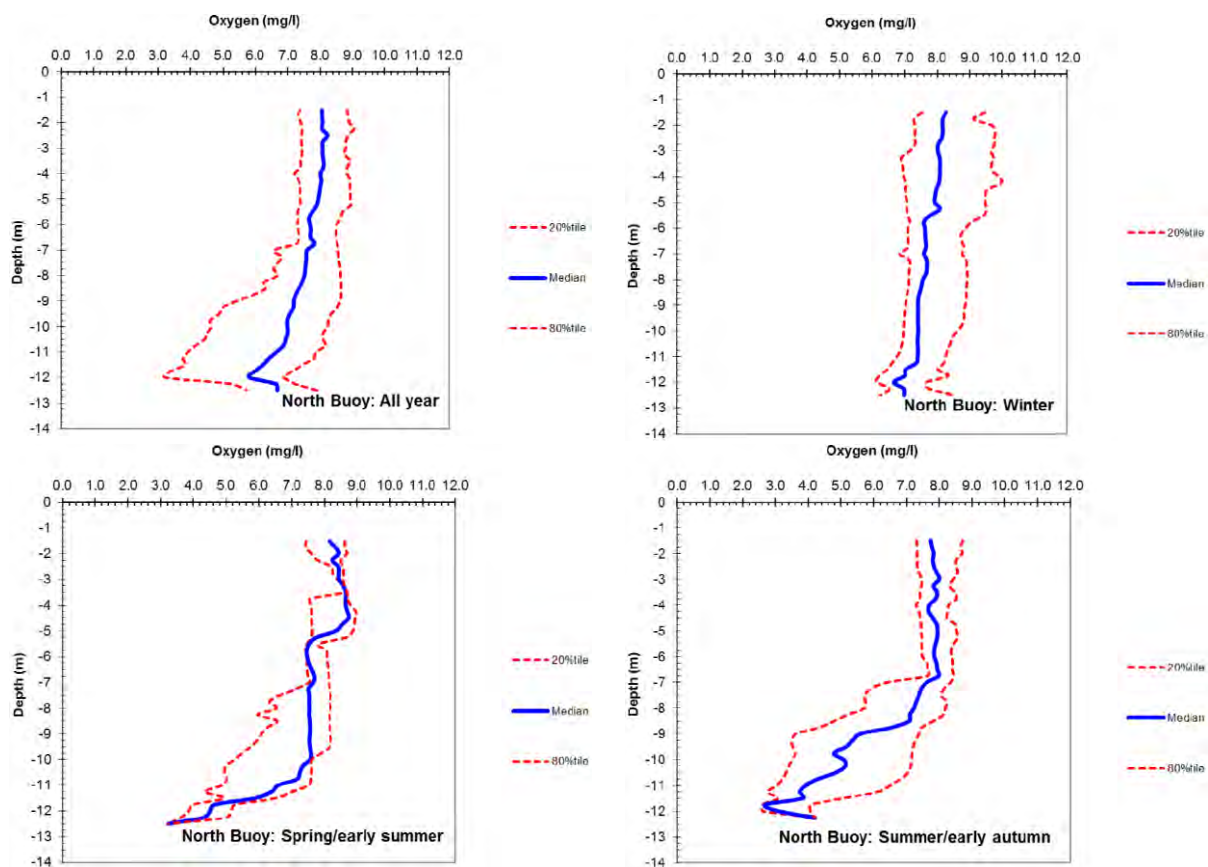 Oxygen (mg/l)
0.0 1.0 2.0 3.0 4.0 5.0 6.0 7.0 8.0 9.0 10.0 11.0 12.0
0
-1
-2
-3
-4
-5
-6
-7
-8
-9
-10
-11
-12
-13
-14
Depth (m)
20%tile
Median
80%tile
North Buoy: All year
Oxygen (mg/l)
0.0 1.0 2.0 3.0 4.0 5.0 6.0 7.0 8.0 9.0 10.0 11.0 12.0
0
-1
-2
-3
-4
-5
-6
-7
-8
-9
-10
-11
-12
-13
-14
Depth (m)
20%tile
Median
80%tile
North Buoy: Winter
Oxygen (mg/l)
0.0 1.0 2.0 3.0 4.0 5.0 6.0 7.0 8.0 9.0 10.0 11.0 12.0
0
-1
-2
-3
-4
-5
-6
-7
-8
-9
-10
-11
-12
-13
-14
Depth (m)
20%tile
Median
80%tile
North Buoy: Spring/early summer
Oxygen (mg/l)
0.0 1.0 2.0 3.0 4.0 5.0 6.0 7.0 8.0 9.0 10.0 11.0 12.0
0
-1
-2
-3
-4
-5
-6
-7
-8
-9
-10
-11
-12
-13
-14
Depth (m)
20%tile
Median
80%tile
North Buoy: Summer/early autumn